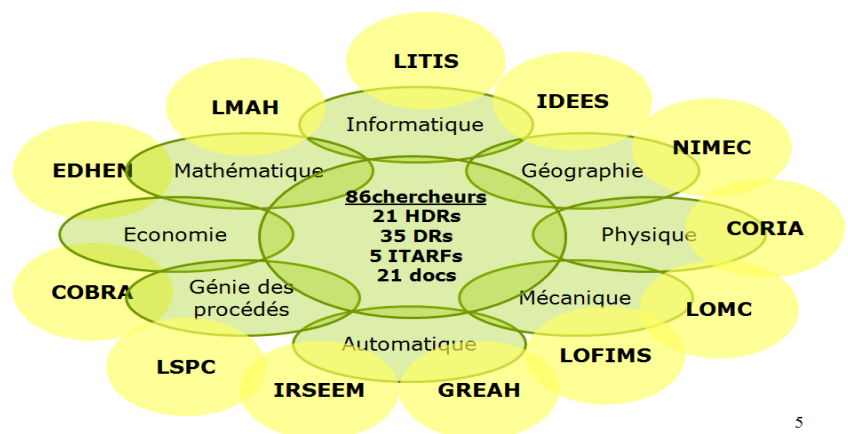 LITIS
LMAH
IDEES
Informatique
NIMEC
EDHEN
Mathématique
Géographie
86chercheurs
21 HDRs
35 DRs
5 ITARFs
21 docs
Economie
Physique
CORIA
COBRA
Génie des
procédés
Mécanique
LOMC
Automatique
LOFIMS
LSPC
IRSEEM
GREAH
5